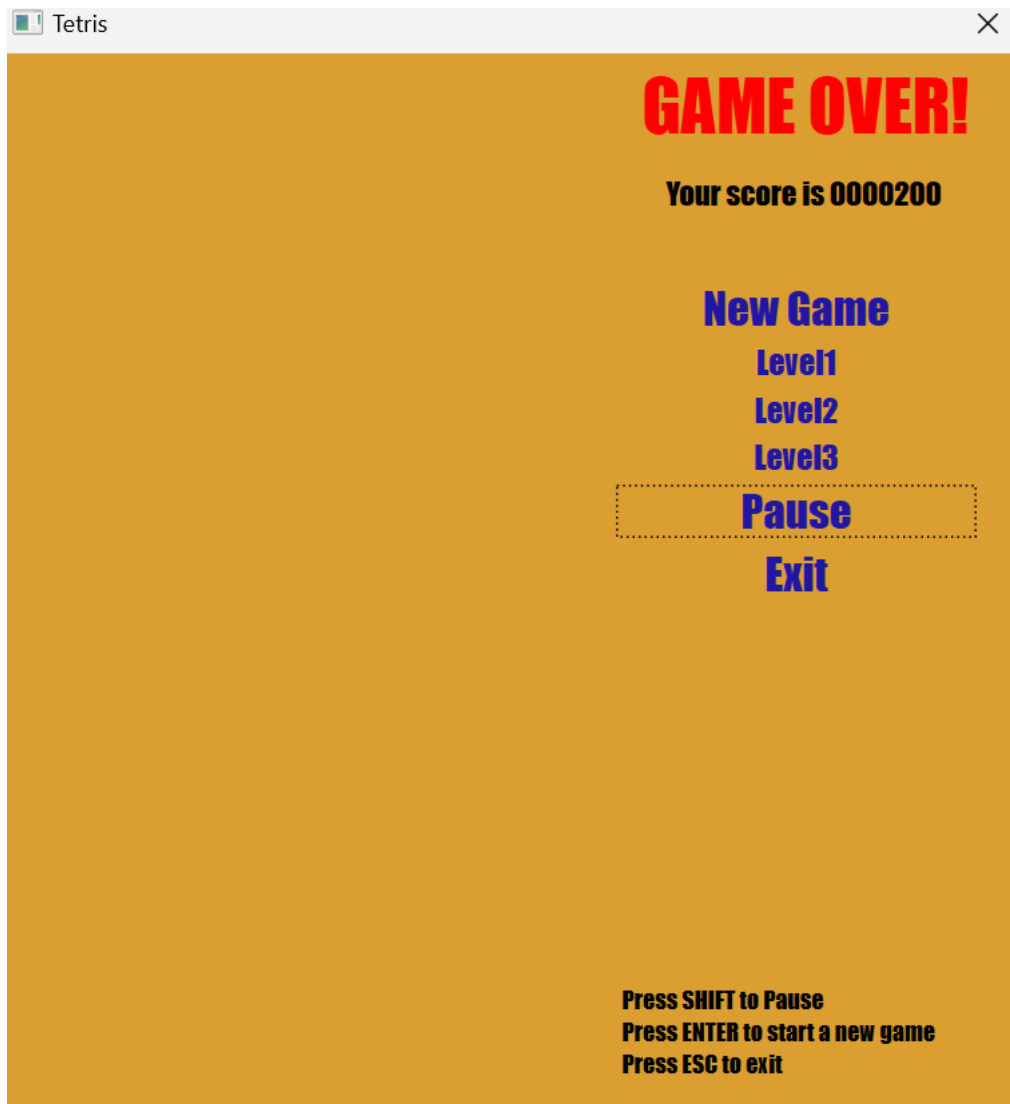 Tetris
GAME OVER!
Your score is 0000200
New Game
Level1
Level2
Level3
Pause
Exit
Press SHIFT to Pause
Press ENTER to start a new game
Press ESC to exit